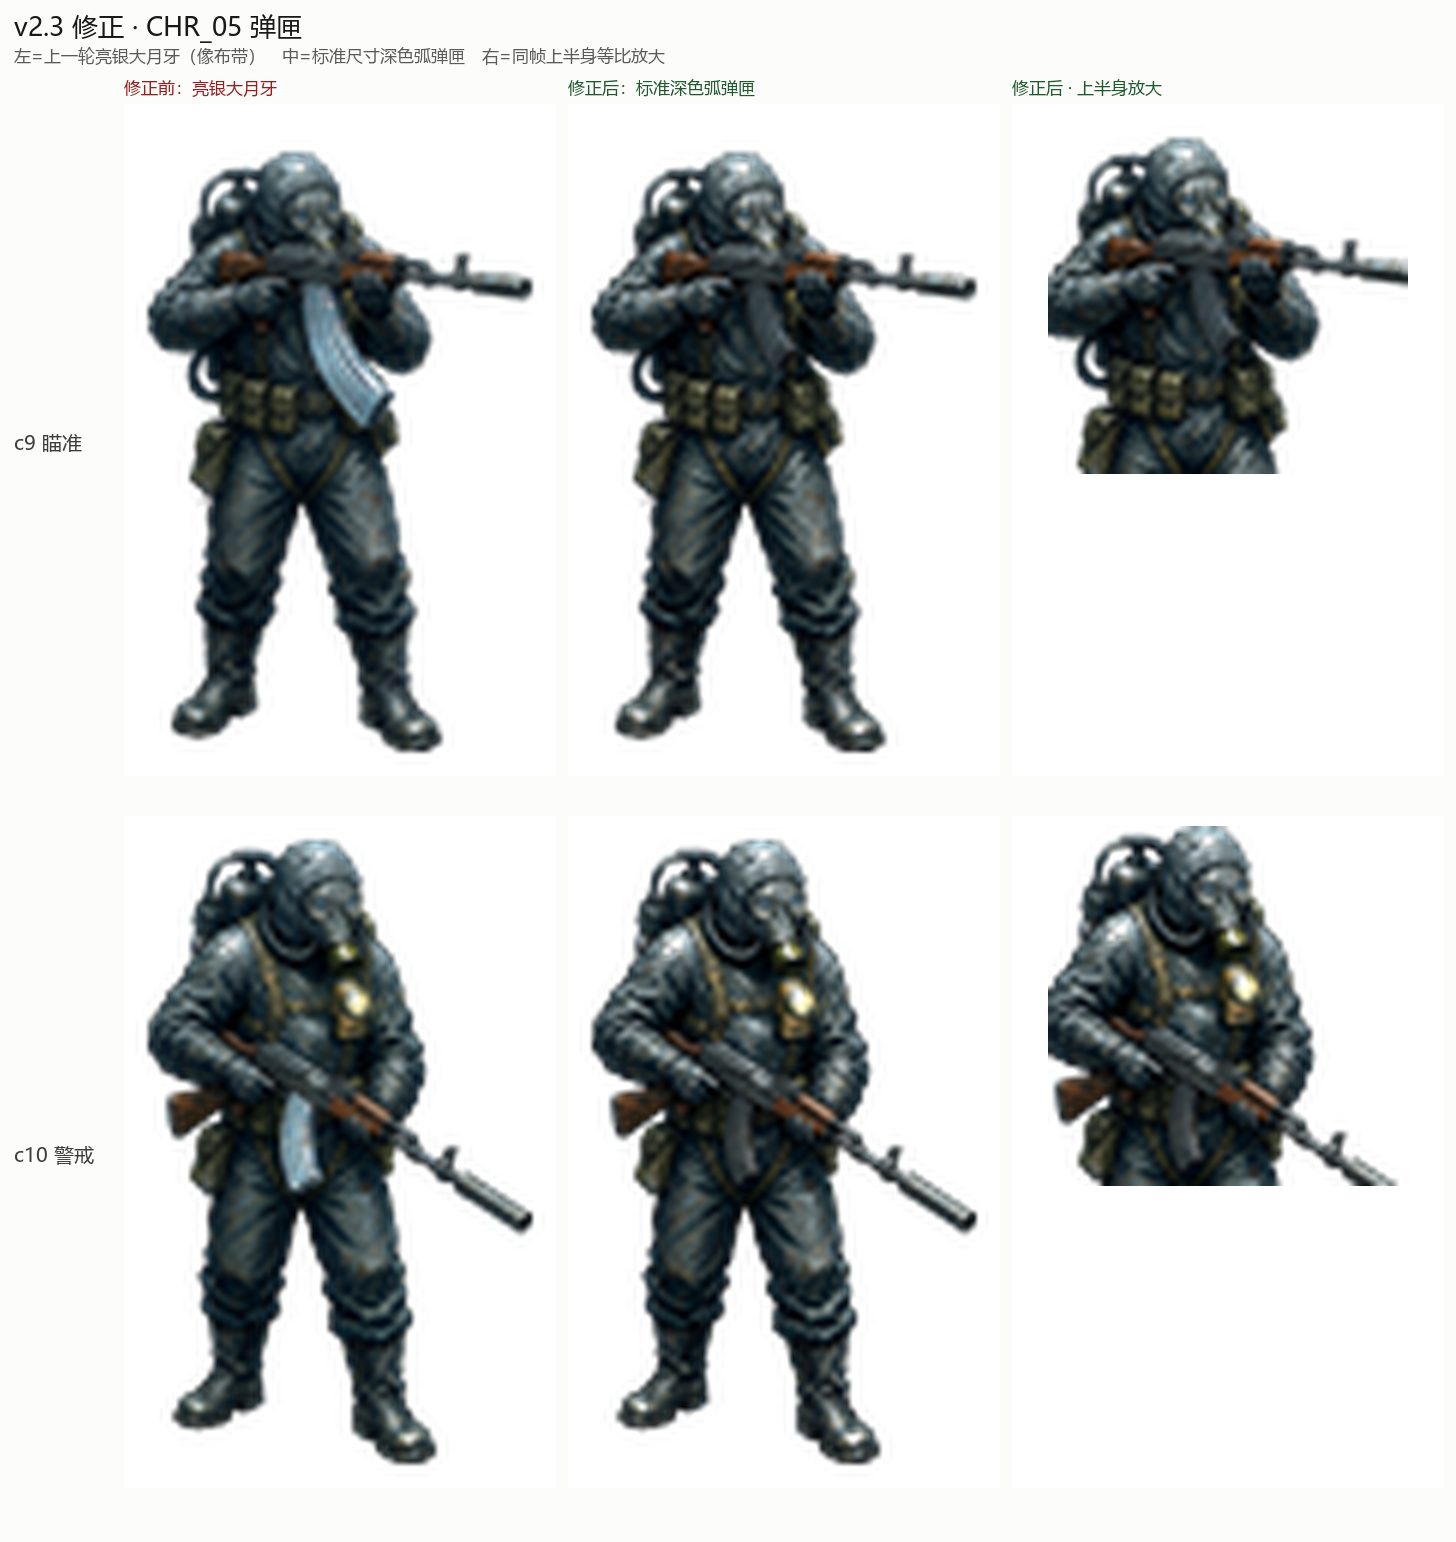 v2.3 修正 · CHR_05 弹匣
左=上一轮亮银大月牙（像布带） 中=标准尺寸深色弧弹匣 右=同帧上半身等比放大
修正前：亮银大月牙 修正后：标准深色弧弹匣 修正后 · 上半身放大
c9 瞄准
c10 警戒